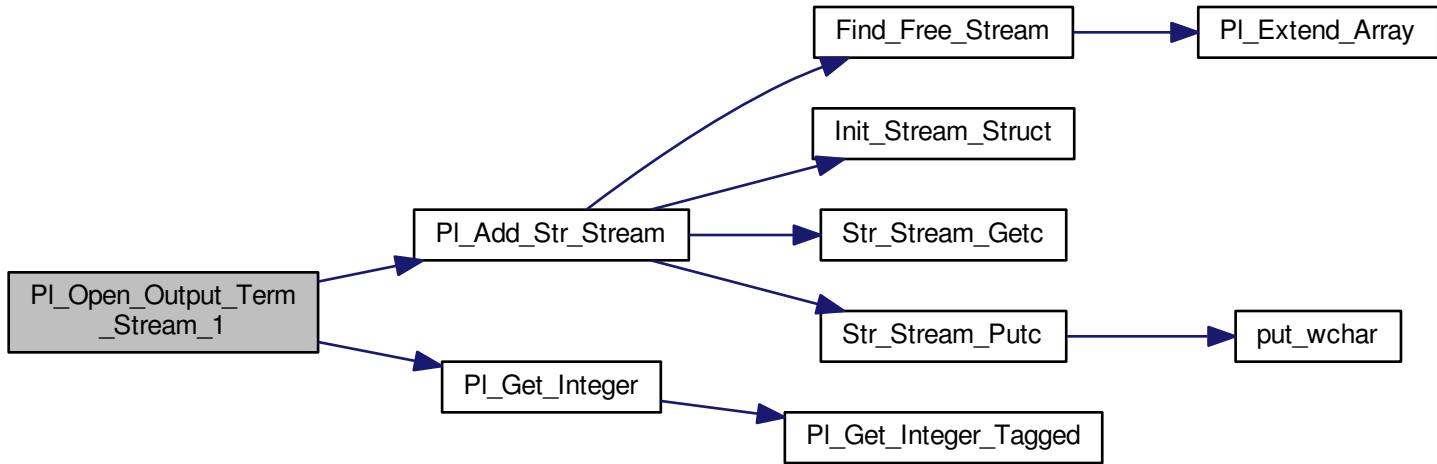 Find_Free_Stream
Pl_Extend_Array
Init_Stream_Struct
Pl_Add_Str_Stream
Str_Stream_Getc
Pl_Open_Output_Term
_Stream_1
Str_Stream_Putc
put_wchar
Pl_Get_Integer
Pl_Get_Integer_Tagged